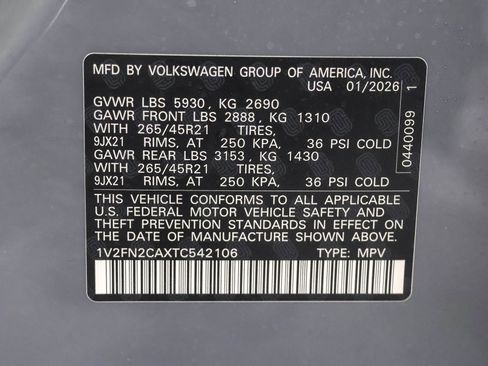 MFD BY VOLKSWAGEN GROUP OF AMERICA, INC.
USA 01/2026
GVWR LBS 5930, KG 2690
GAWR FRONT LBS 2888, KG 1310
WITH 265/45R21 TIRES,
9JX21 RIMS, AT 250 KPA, 36 PSI COLD
GAWR REAR LBS 3153, KG 1430
WITH 265/45R21 TIRES,
9JX21 RIMS, AT 250 KPA, 36 PSI COLD
THIS VEHICLE CONFORMS TO ALL APPLICABLE
U.S. FEDERAL MOTOR VEHICLE SAFETY AND
THEFT PREVENTION STANDARDS IN EFFECT ON
THE DATE OF MANUFACTURE SHOWN ABOVE.
1V2FN2CAXTC542106 TYPE: MPV
0440099 1